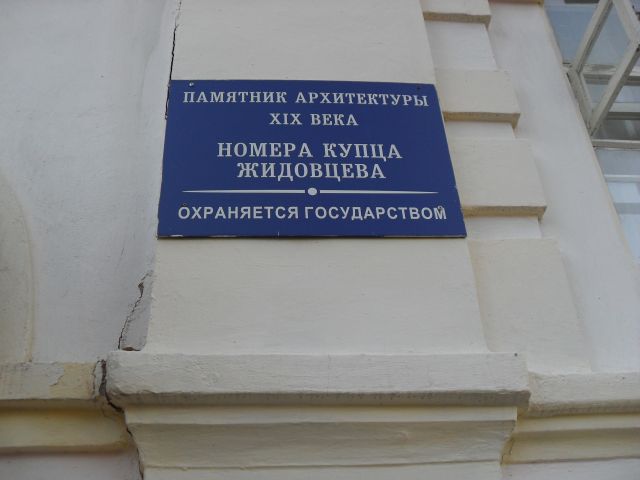 ПАМЯТНИК АРХИТЕКТУРЫ
XIX ВЕКА
НОМЕРА КУПЦА
ЖИДОВЦЕВА
ОХРАНЯЕТСЯ ГОСУДАРСТВОМ